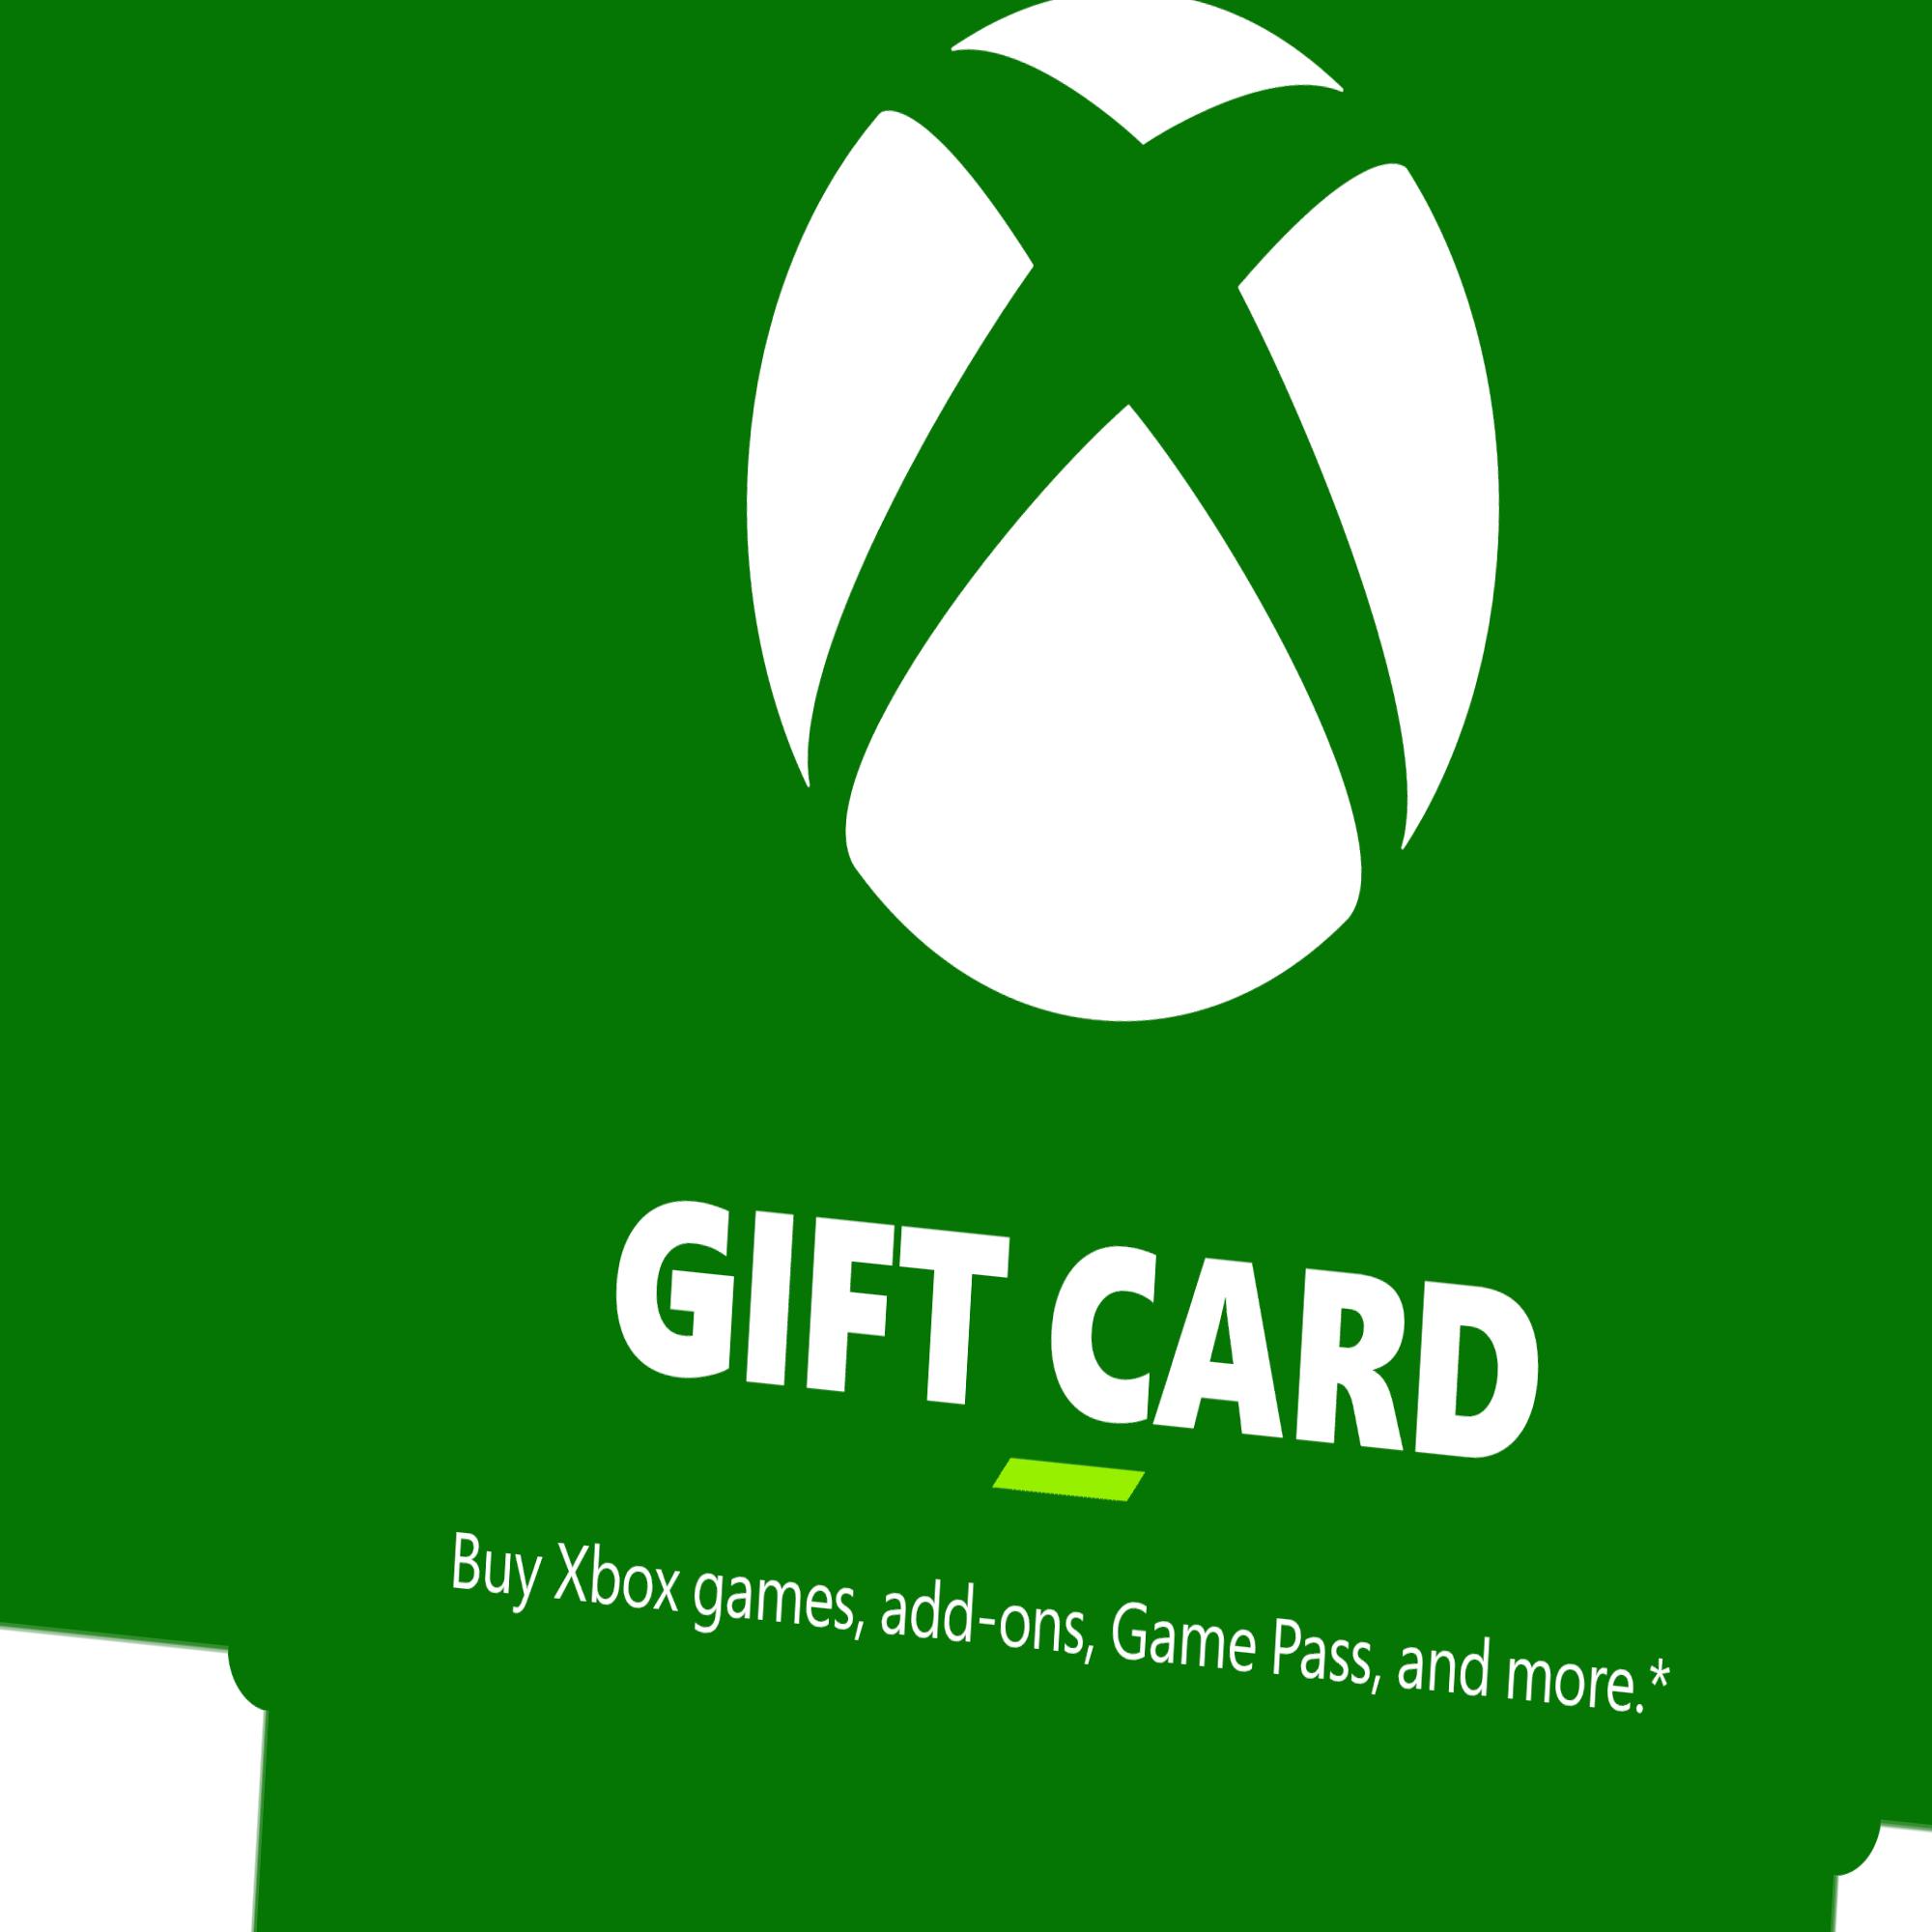 GIFT CARD
Buy Xbox games, add-ons, Game Pass, and more.*